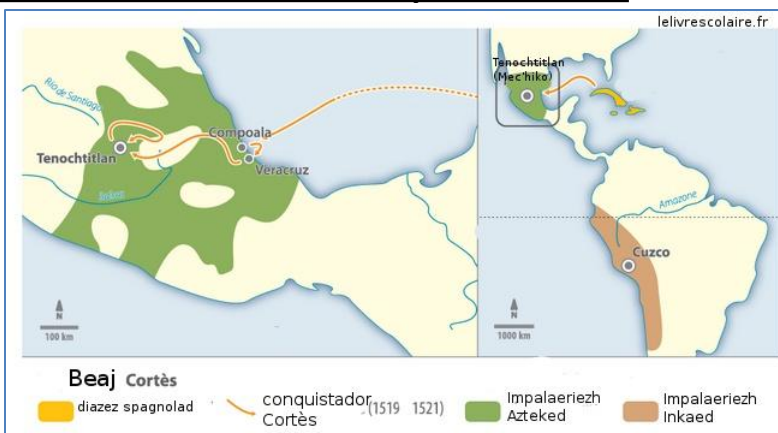 lelivrescolaire.fr
Rio de Santiago
Compoala
Tenochtitlan
Veracruz
N
100 km
Tenochtitlan
(Mec'hiko)
Amazone
Cuzco
N
1000 km
Beaj Cortès
diazez spagnolad
conquistador
Cortès
(1519 1521)
Impalaeriezh
Azteked
Impalaeriezh
Inkaed